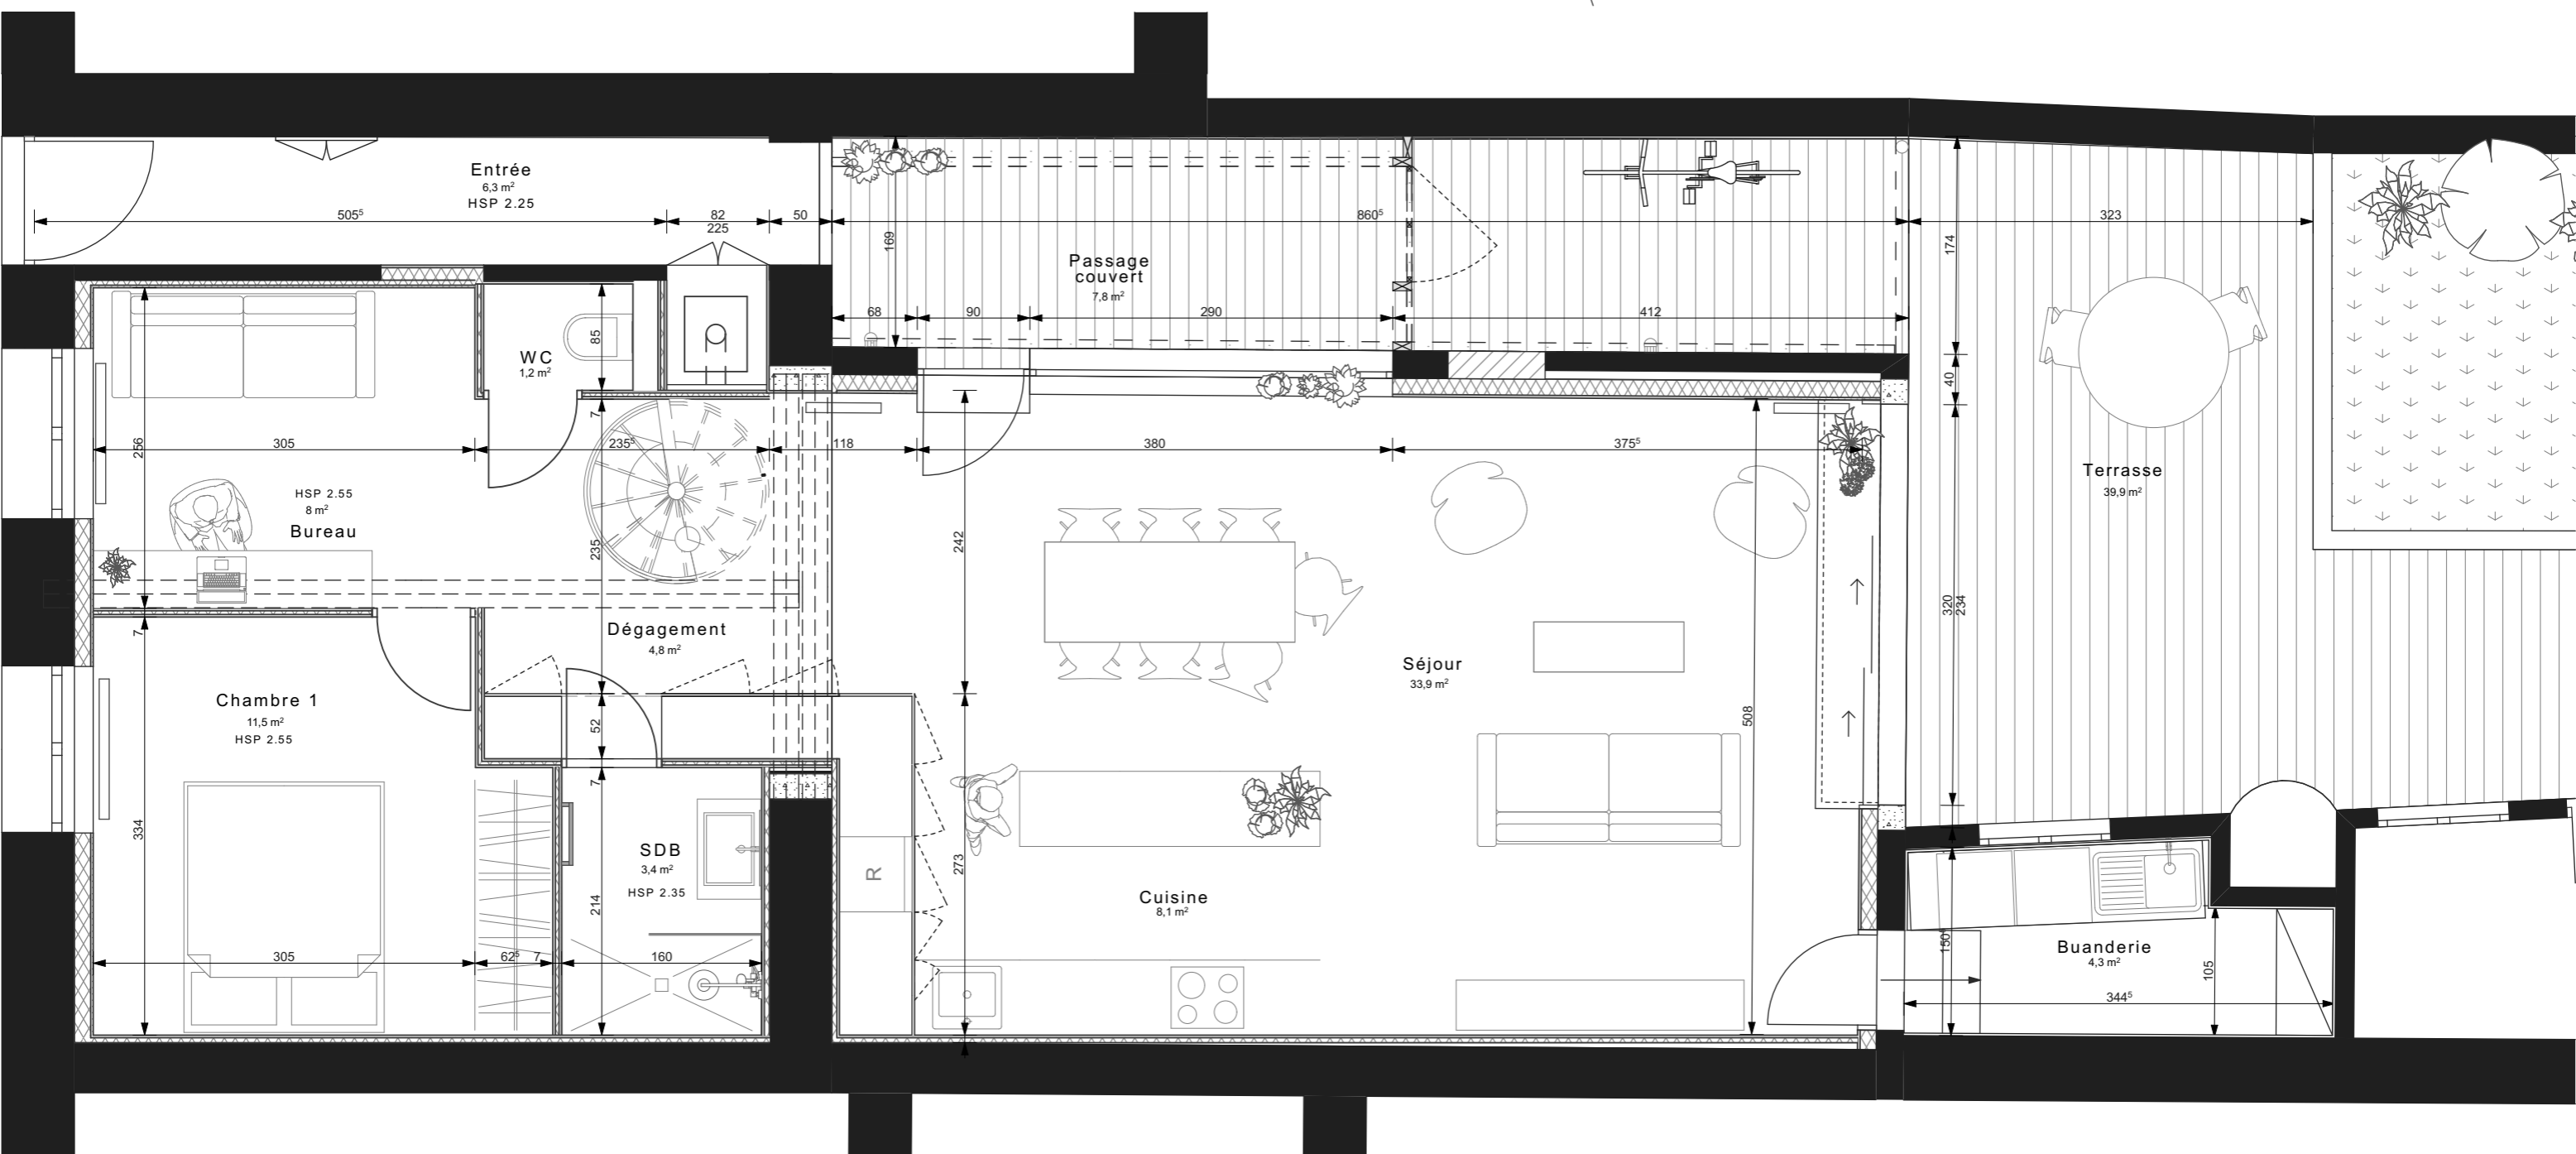 Entrée
6,3 m²
HSP 2.25
505⁵
82
225
50
860⁵
323
169
174
Passage
couvert
7,8 m²
68
90
290
412
40
WC
1,2 m²
85
7
256
305
235⁵
118
380
375⁵
Terrasse
39,9 m²
HSP 2.55
8 m²
Bureau
235
242
320
234
7
Dégagement
4,8 m²
Séjour
33,9 m²
Chambre 1
11,5 m²
HSP 2.55
52
508
7
334
SDB
3,4 m²
HSP 2.35
214
R
273
Cuisine
8,1 m²
305
62⁵
7
160
150
Buanderie
4,3 m²
105
344⁵